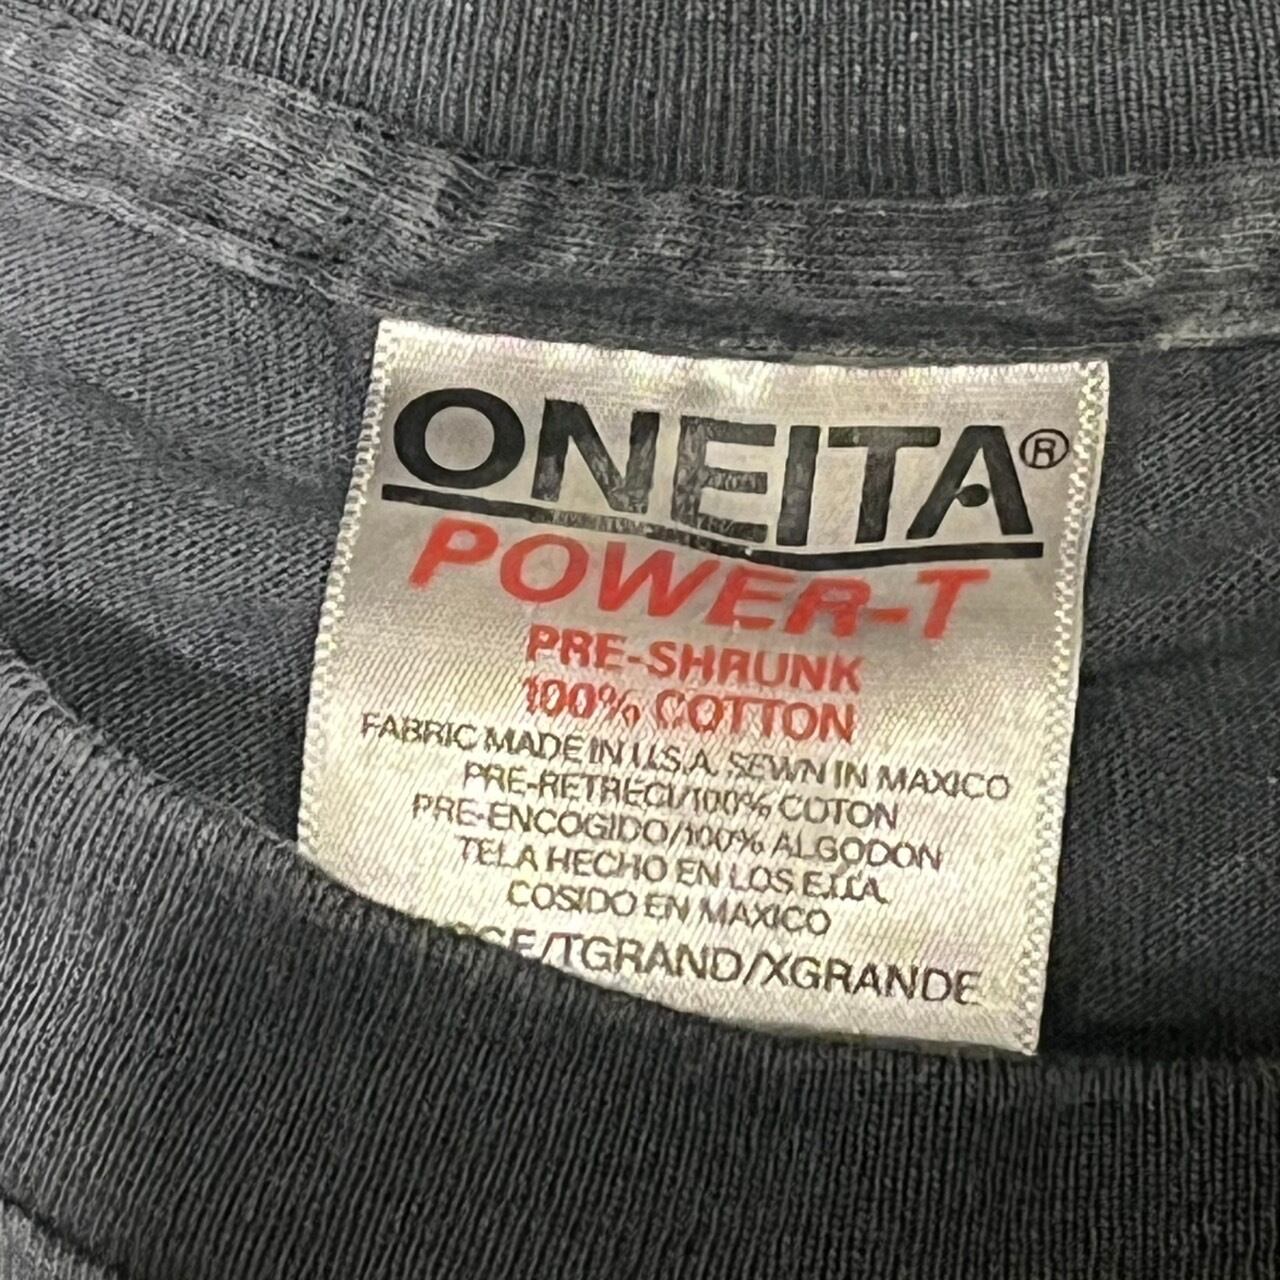 ONEITA®
POWER-T
PRE-SHRUNK
100% COTTON
FABRIC MADE IN U.S.A. SEWN IN MAXICO
PRE-RETRECI/100% COTON
PRE-ENCOGIDO/100% ALGODON
TELA HECHO EN LOS E.I.I.A.
COSIDO EN MAXICO
GE/TGRAND/XGRANDE